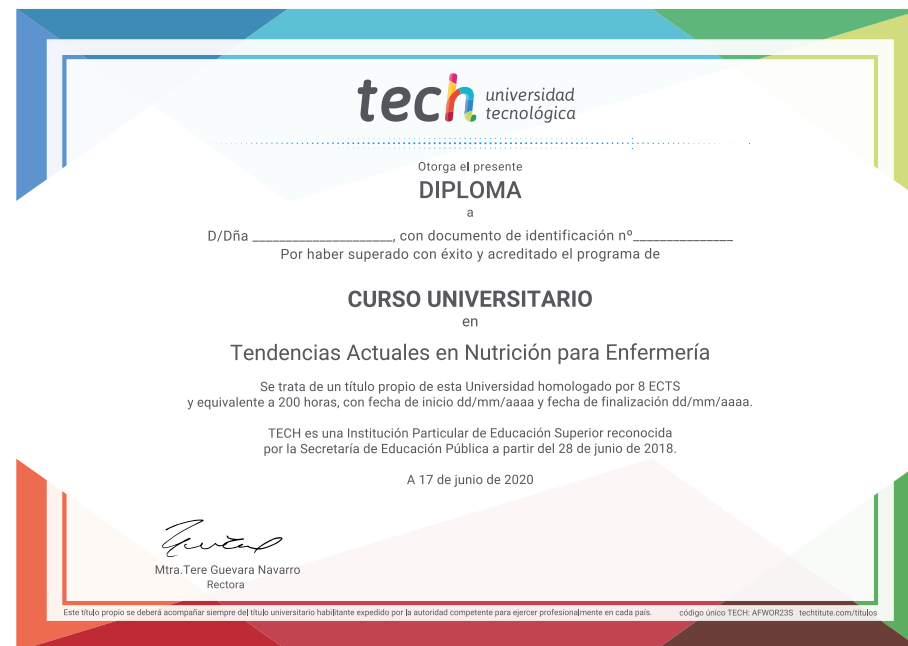 tech universidad
tecnológica
Otorga el presente
DIPLOMA
a
D/Dña _____________________, con documento de identificación nº_______________
Por haber superado con éxito y acreditado el programa de
CURSO UNIVERSITARIO
en
Tendencias Actuales en Nutrición para Enfermería
Se trata de un título propio de esta Universidad homologado por 8 ECTS
y equivalente a 200 horas, con fecha de inicio dd/mm/aaaa y fecha de finalización dd/mm/aaaa.
TECH es una Institución Particular de Educación Superior reconocida
por la Secretaría de Educación Pública a partir del 28 de junio de 2018.
A 17 de junio de 2020
Mtra.Tere Guevara Navarro
Rectora
Este título propio se deberá acompañar siempre del título universitario habilitante expedido por la autoridad competente para ejercer profesionalmente en cada país. código único TECH: AFWOR23S techtitute.com/titulos